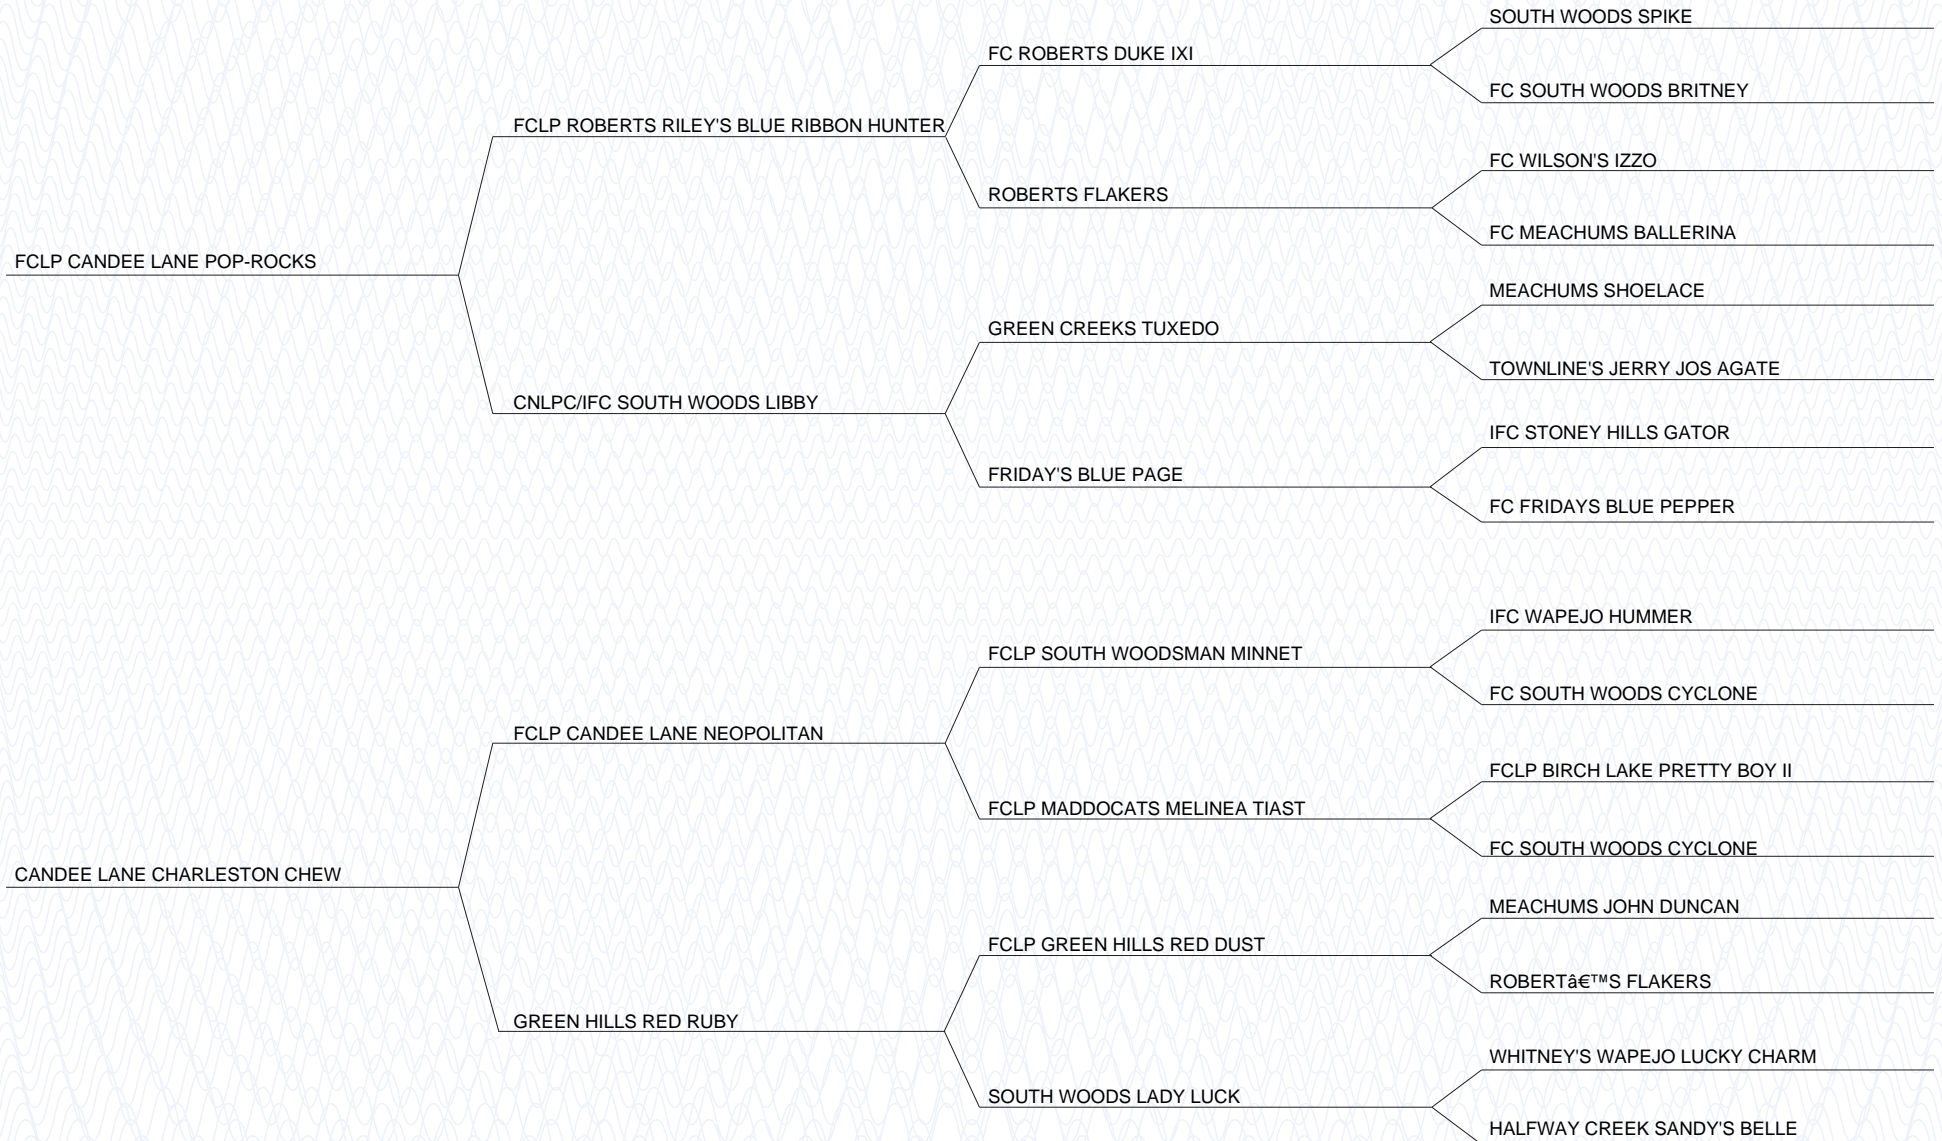 SOUTH WOODS SPIKE
FC ROBERTS DUKE IXI
FC SOUTH WOODS BRITNEY
FCLP ROBERTS RILEY'S BLUE RIBBON HUNTER
FC WILSON'S IZZO
ROBERTS FLAKERS
FC MEACHUMS BALLERINA
FCLP CANDEE LANE POP-ROCKS
MEACHUMS SHOELACE
GREEN CREEKS TUXEDO
TOWNLINE'S JERRY JOS AGATE
CNLPC/IFC SOUTH WOODS LIBBY
IFC STONEY HILLS GATOR
FRIDAY'S BLUE PAGE
FC FRIDAYS BLUE PEPPER
IFC WAPEJO HUMMER
FCLP SOUTH WOODSMAN MINNET
FC SOUTH WOODS CYCLONE
FCLP CANDEE LANE NEOPOLITAN
FCLP BIRCH LAKE PRETTY BOY II
FCLP MADDOCATS MELINEA TIAST
FC SOUTH WOODS CYCLONE
CANDEE LANE CHARLESTON CHEW
MEACHUMS JOHN DUNCAN
FCLP GREEN HILLS RED DUST
ROBERTâ€™S FLAKERS
GREEN HILLS RED RUBY
WHITNEY'S WAPEJO LUCKY CHARM
SOUTH WOODS LADY LUCK
HALFWAY CREEK SANDY'S BELLE